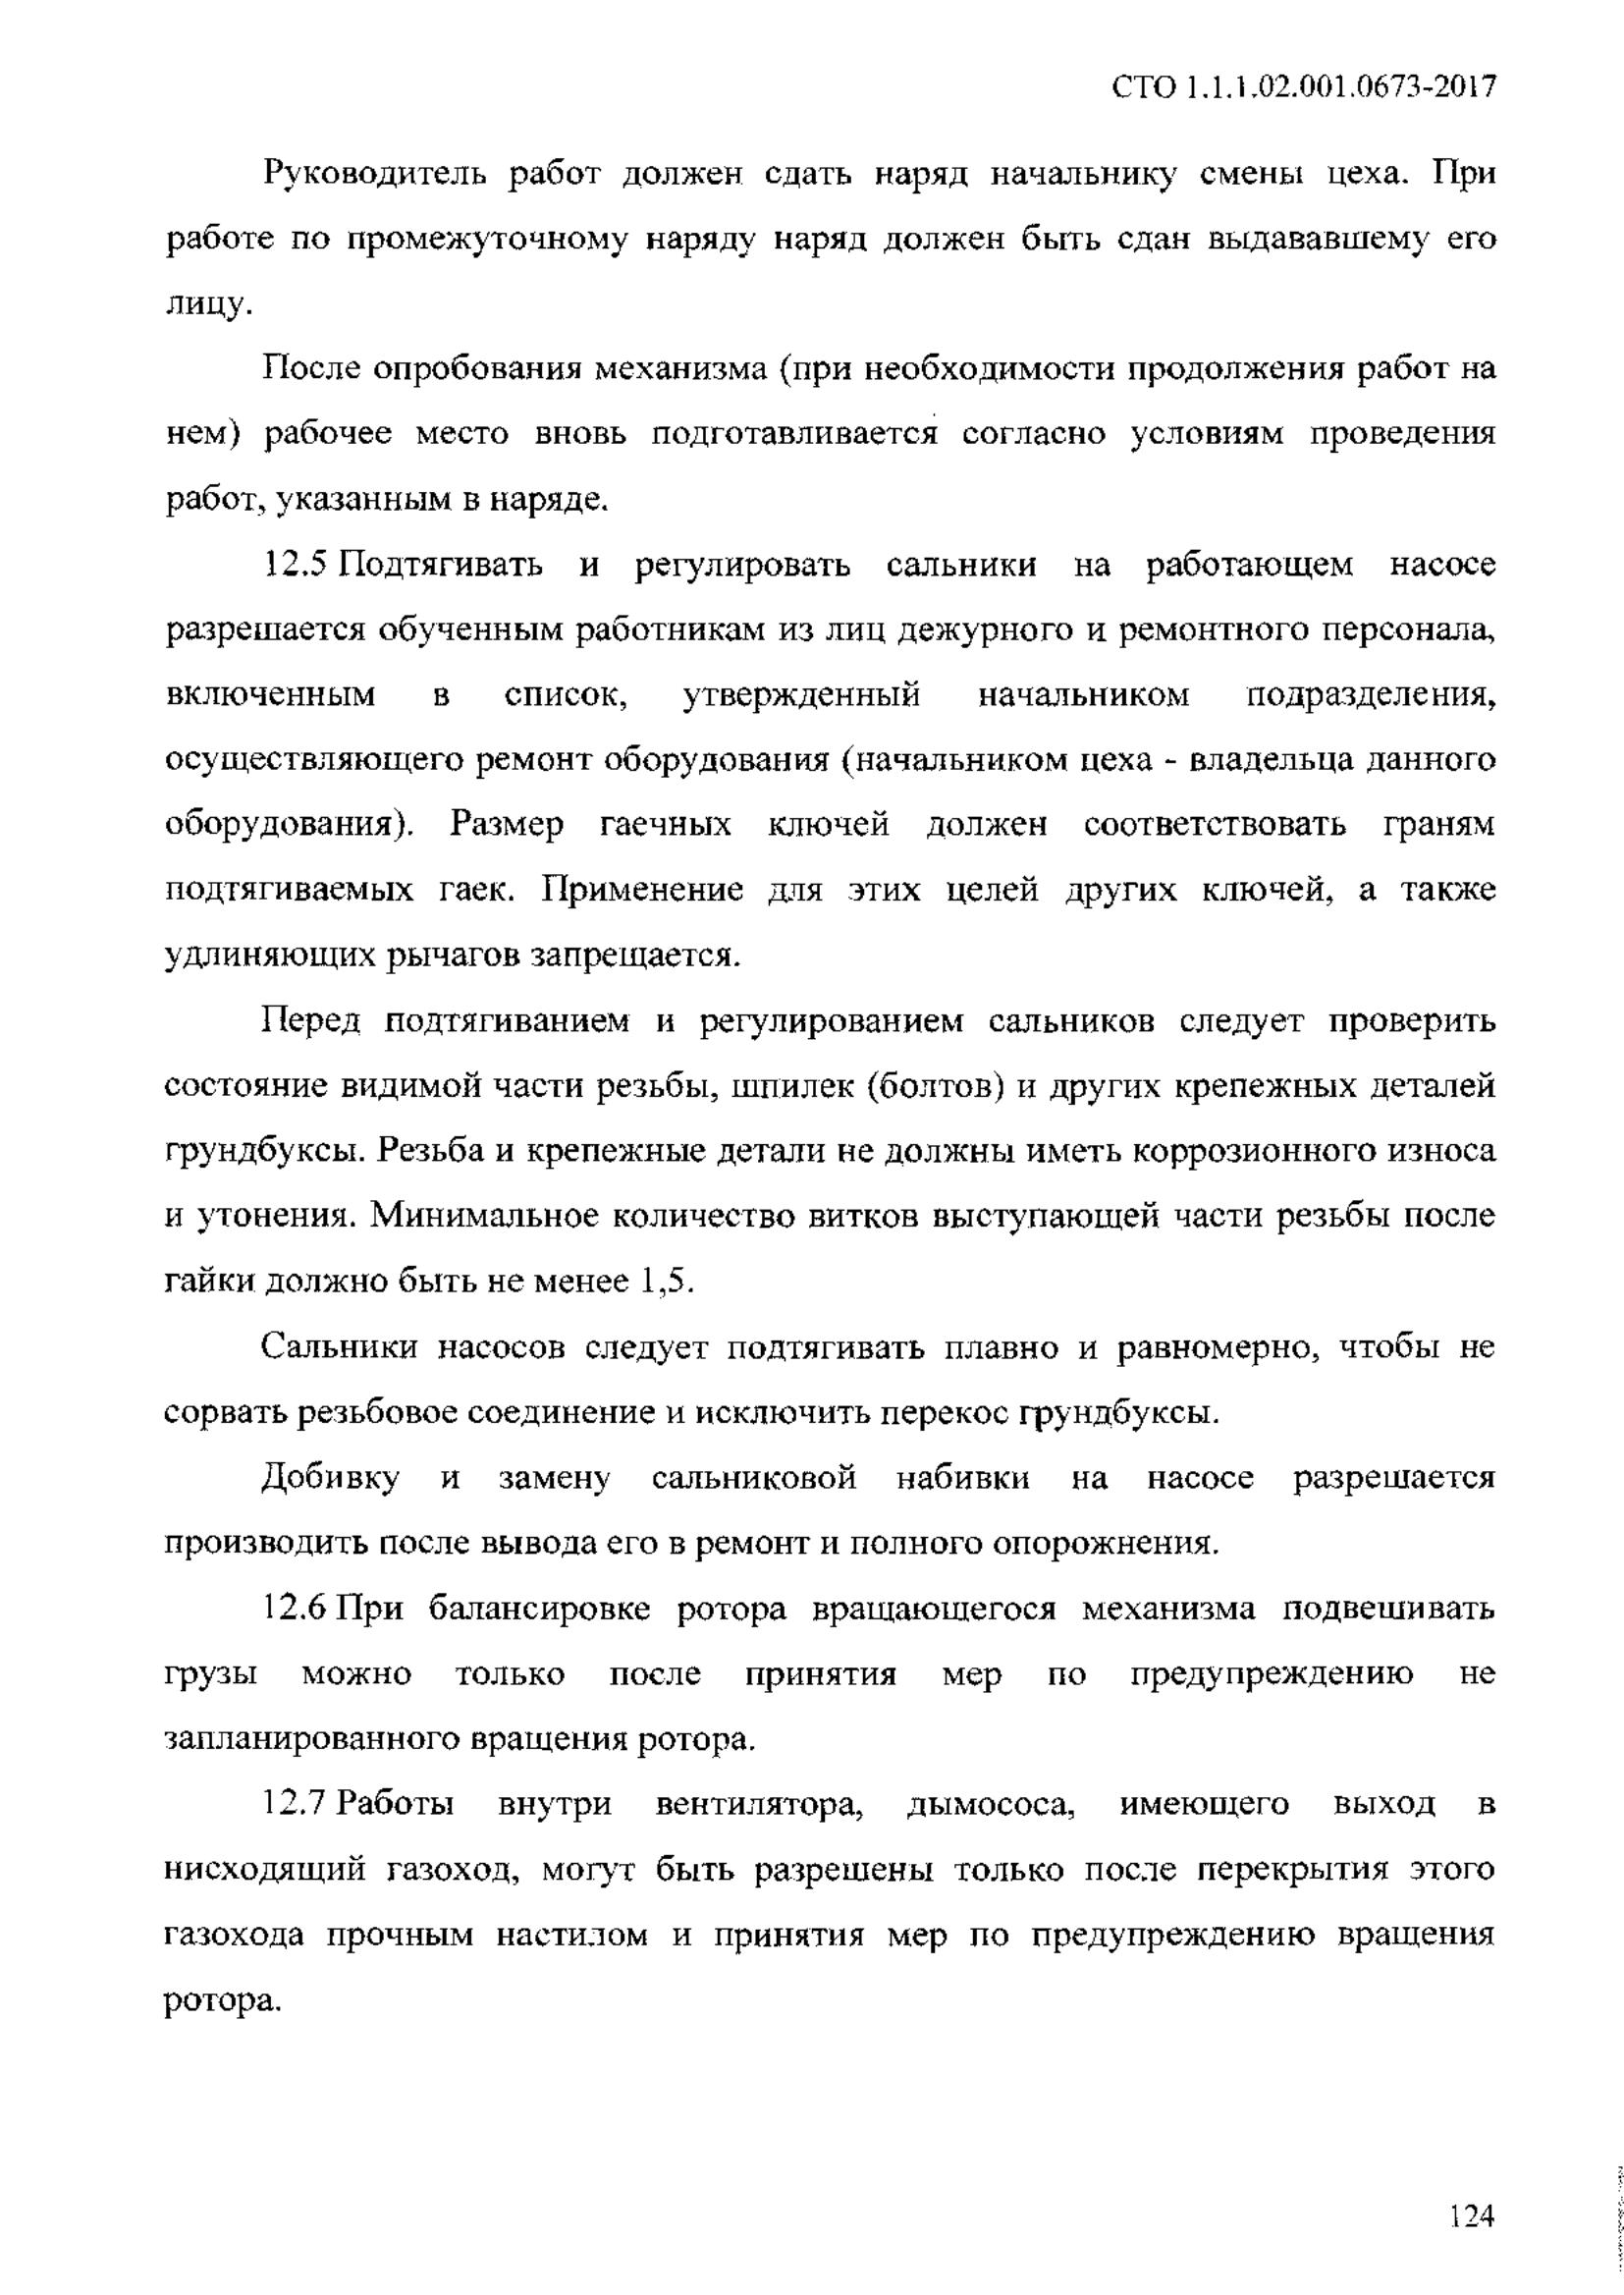 СТО 1.1.1.02.001.0673-2017
Руководитель работ должен сдать наряд начальнику смены цеха. При
работе по промежуточному наряду наряд должен быть сдан выдававшему его
лицу.
После опробования механизма (при необходимости продолжения работ на
нем) рабочее место вновь подготавливается согласно условиям проведения
работ, указанным в наряде.
12.5 Подтягивать и регулировать сальники на работающем насосе
разрешается обученным работникам из лиц дежурного и ремонтного персонала,
включенным в список, утвержденный начальником подразделения,
осуществляющего ремонт оборудования (начальником цеха - владельца данного
оборудования). Размер гаечных ключей должен соответствовать граням
подтягиваемых гаек. Применение для этих целей других ключей, а также
удлиняющих рычагов запрещается.
Перед подтягиванием и регулированием сальников следует проверить
состояние видимой части резьбы, шпилек (болтов) и других крепежных деталей
грундбуксы. Резьба и крепежные детали не должны иметь коррозионного износа
и утонения. Минимальное количество витков выступающей части резьбы после
гайки должно быть не менее 1,5.
Сальники насосов следует подтягивать плавно и равномерно, чтобы не
сорвать резьбовое соединение и исключить перекос грундбуксы.
Добивку и замену сальниковой набивки на насосе разрешается
производить после вывода его в ремонт и полного опорожнения.
12.6 При балансировке ротора вращающегося механизма подвешивать
грузы можно только после принятия мер по предупреждению не
запланированного вращения ротора.
12.7 Работы внутри вентилятора, дымососа, имеющего выход в
нисходящий газоход, могут быть разрешены только после перекрытия этого
газохода прочным настилом и принятия мер по предупреждению вращения
ротора.
124